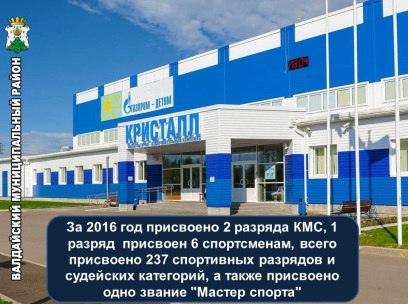 ВАЛДАЙСКИЙ МУНИЦИПАЛЬНЫЙ РАЙОН
ГАЗПРОМ - ДЕТЯМ
КРИСТАЛЛ
За 2016 год присвоено 2 разряда КМС, 1
разряд присвоен 6 спортсменам, всего
присвоено 237 спортивных разрядов и
судейских категорий, а также присвоено
одно звание "Мастер спорта"